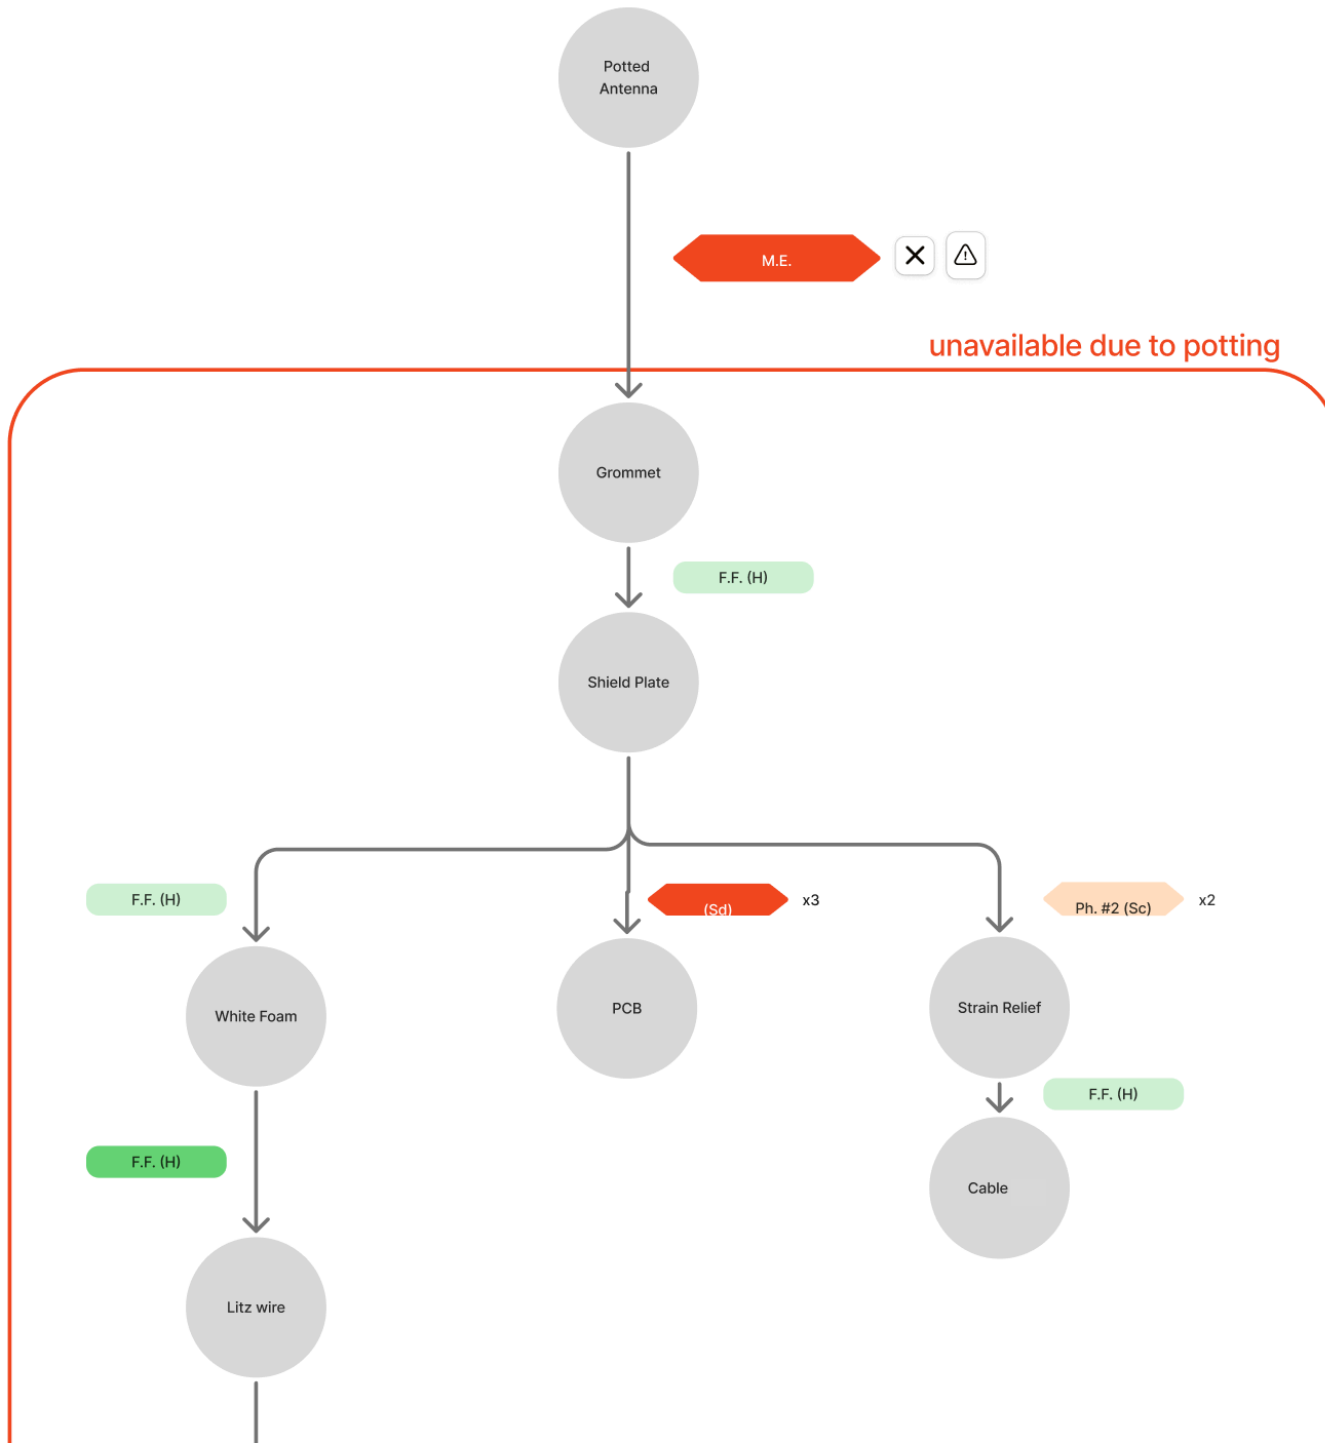 Potted
Antenna
M.E.
unavailable due to potting
Grommet
F.F. (H)
Shield Plate
F.F. (H)
(Sd)
x3
Ph. #2 (Sc)
x2
White Foam
PCB
Strain Relief
F.F. (H)
F.F. (H)
Cable
Litz wire